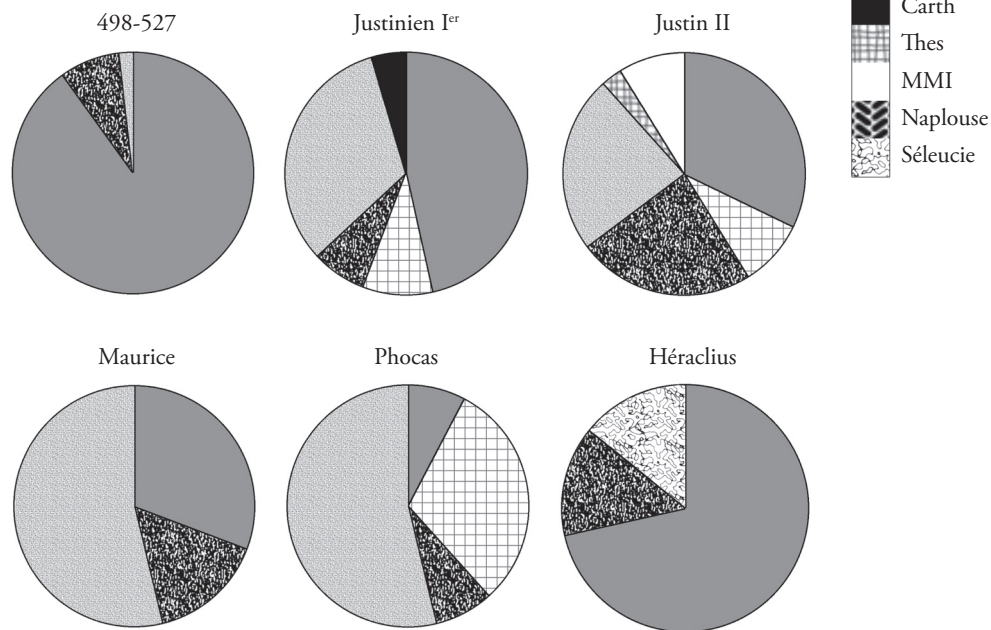 498-527
Justinien Iᵉʳ
Justin II
Carth
Thes
MMI
Naplouse
Séleucie
Maurice
Phocas
Héraclius